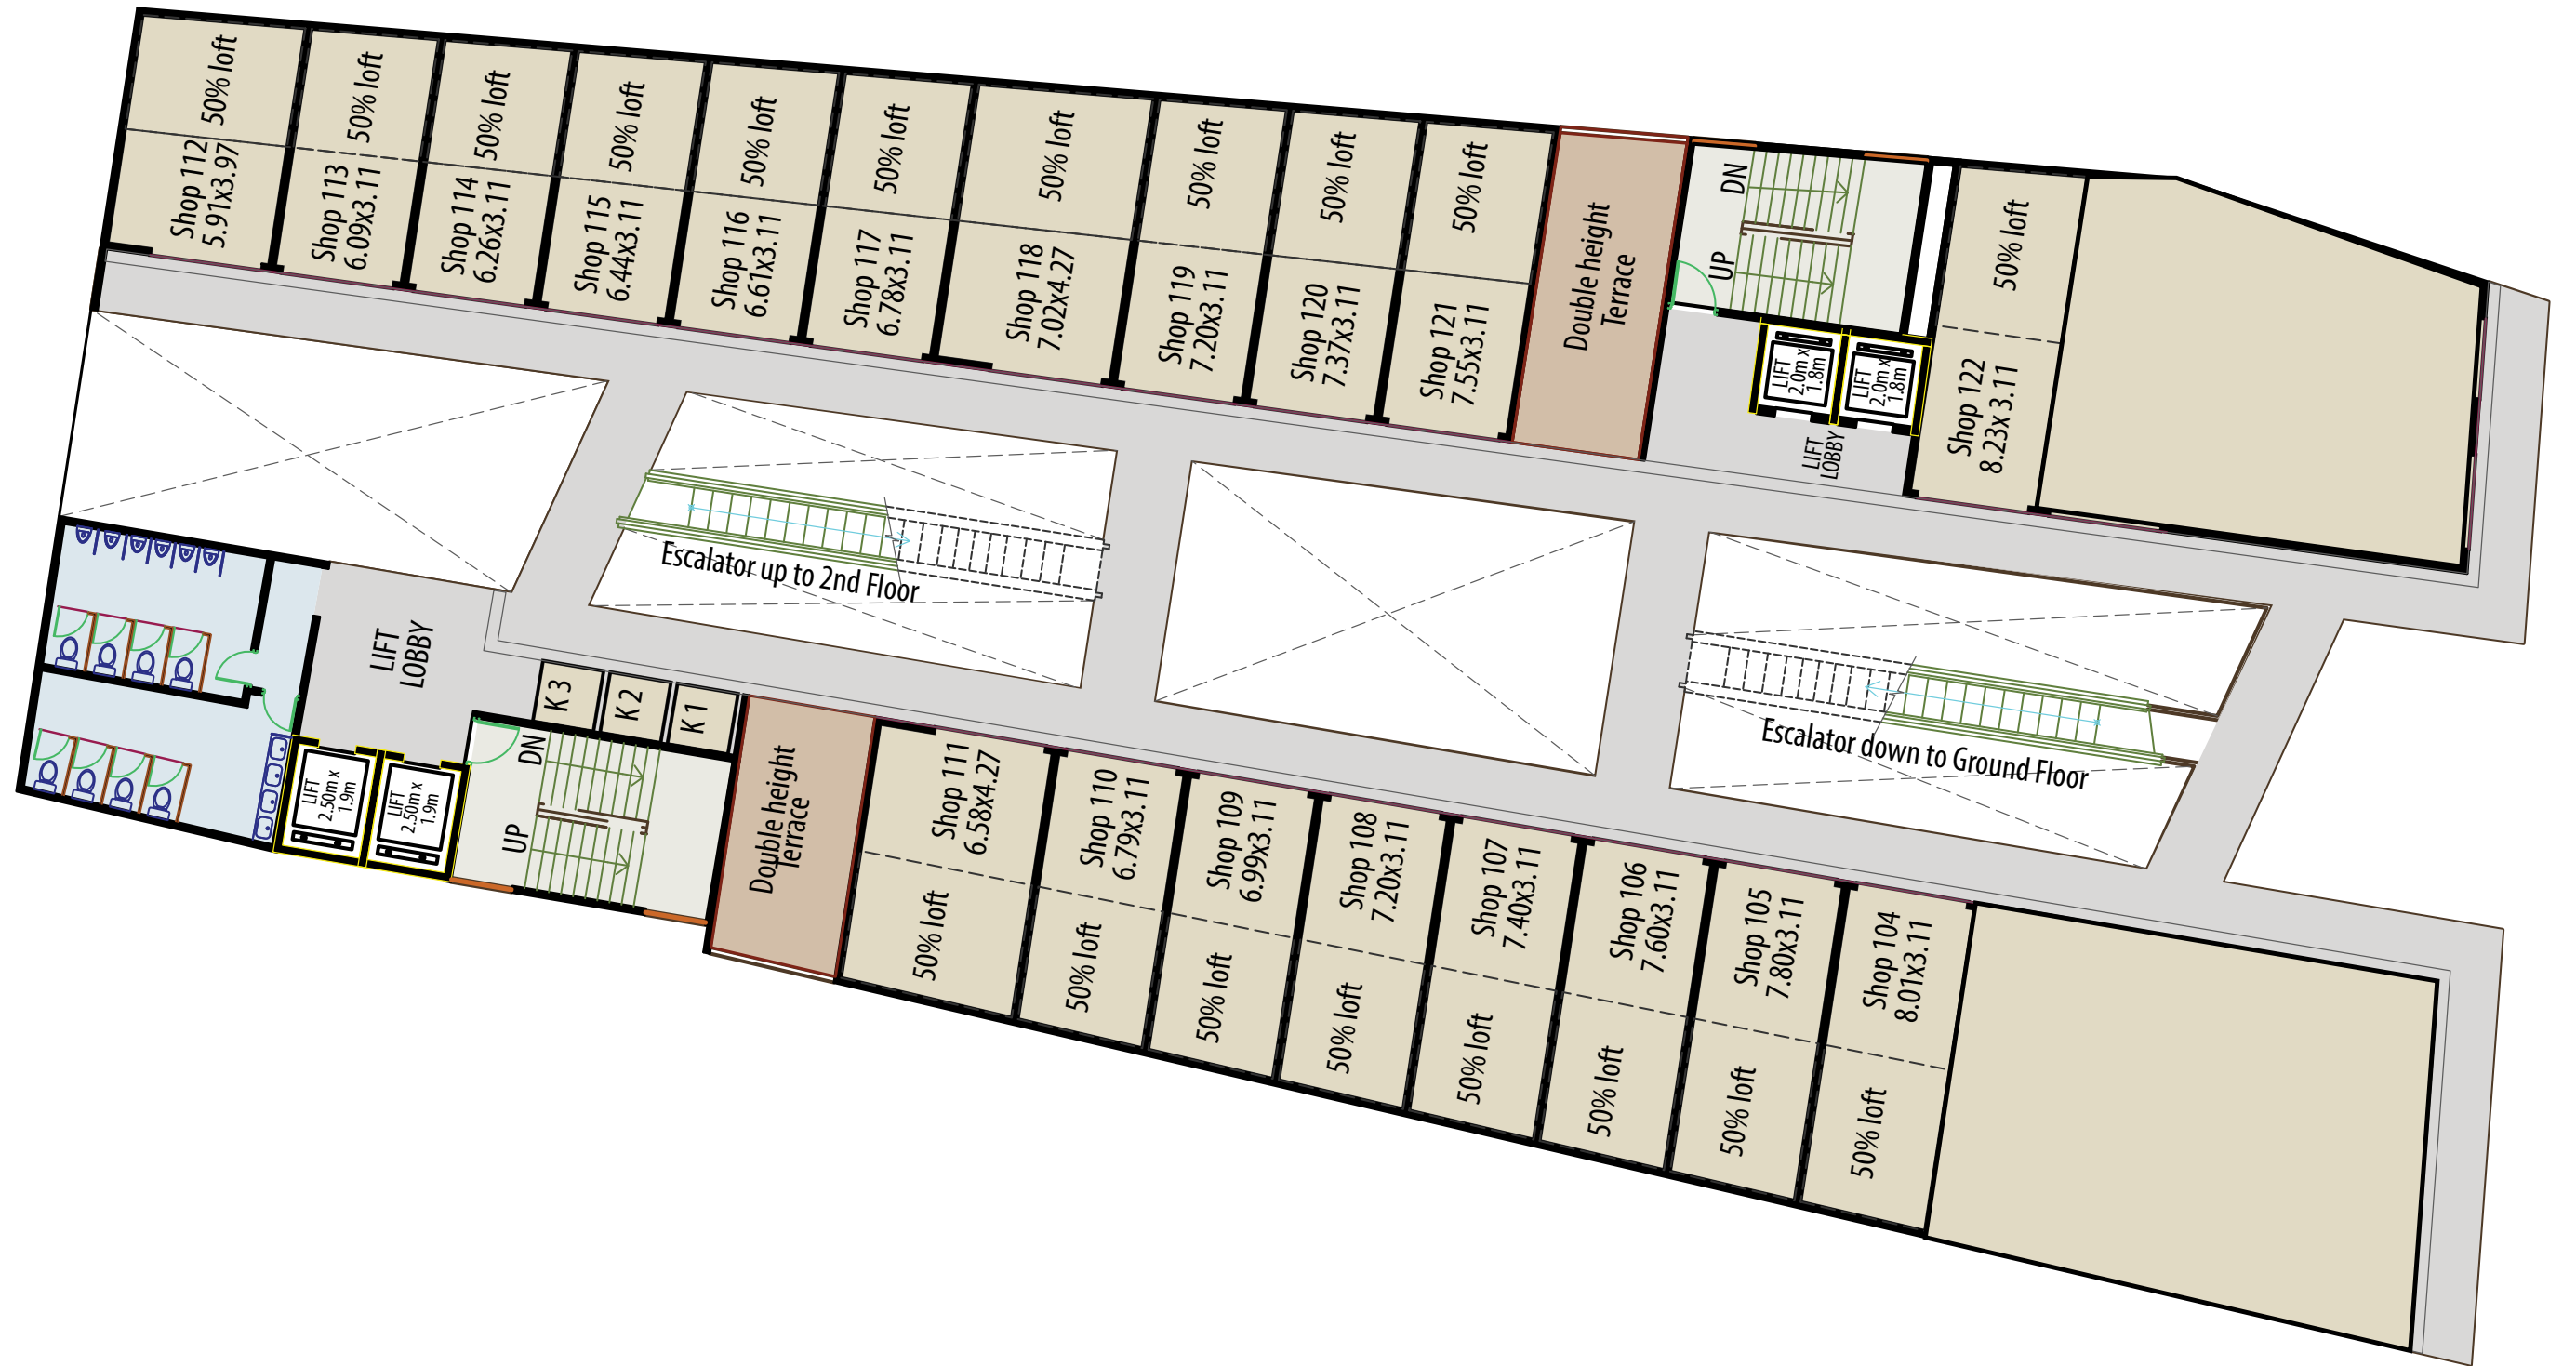 50% loft
Shop 112
5.91x3.97
50% loft
Shop 113
6.09x3.11
50% loft
Shop 114
6.26x3.11
50% loft
Shop 115
6.44x3.11
50% loft
Shop 116
6.61x3.11
50% loft
Shop 117
6.78x3.11
50% loft
Shop 118
7.02x4.27
50% loft
Shop 119
7.20x3.11
50% loft
Shop 120
7.37x3.11
50% loft
Shop 121
7.55x3.11
Double height
Terrace
DN
UP
LIFT
2.0m x
1.8m
LIFT
2.0m x
1.8m
LIFT
LOBBY
50% loft
Shop 122
8.23x 3.11
Escalator up to 2nd Floor
Escalator down to Ground Floor
LIFT
LOBBY
K 3
K 2
K 1
LIFT
2.50m x
1.9m
LIFT
2.50m x
1.9m
DN
UP
Double height
Terrace
Shop 111
6.58x4.27
50% loft
Shop 110
6.79x3.11
50% loft
Shop 109
6.99x3.11
50% loft
Shop 108
7.20x3.11
50% loft
Shop 107
7.40x3.11
50% loft
Shop 106
7.60x3.11
50% loft
Shop 105
7.80x3.11
50% loft
Shop 104
8.01x3.11
50% loft